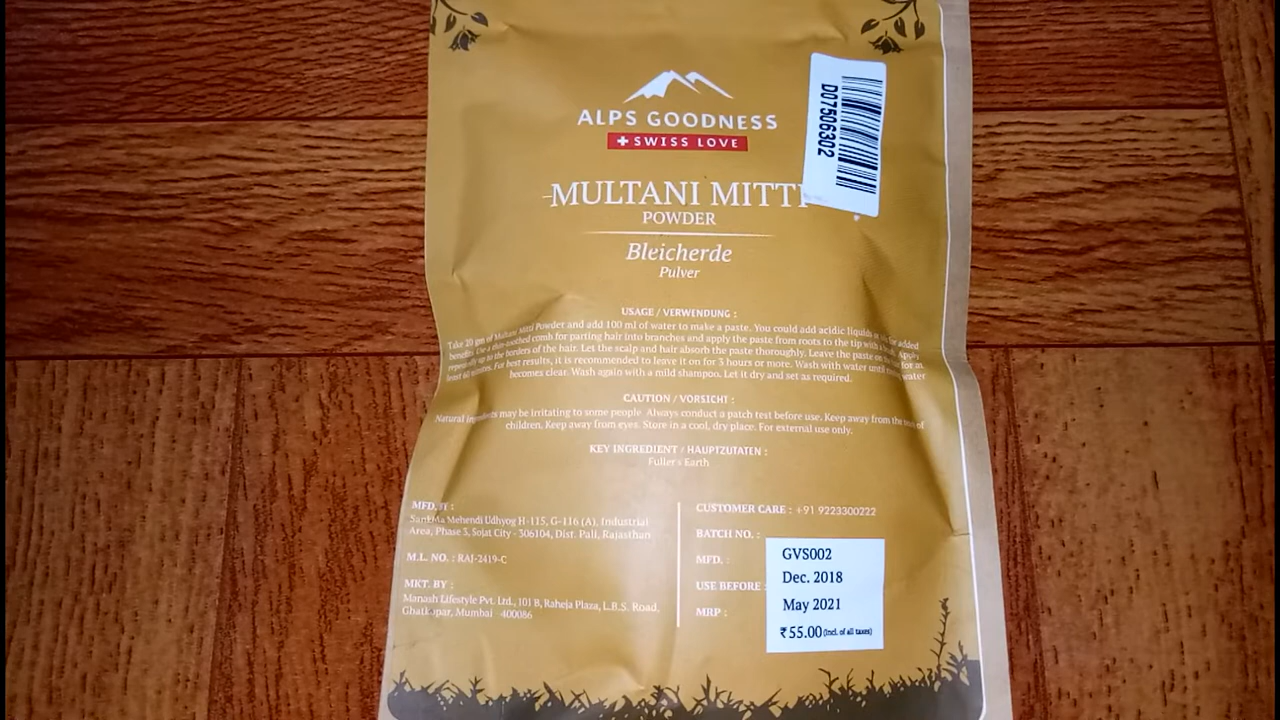 ALPS GOODNESS
SWISS LOVE
D07506302
MULTANI MITTI
POWDER
Bleicherde
Pulver
USAGE / VERWENDUNG :
Take 20 gm of Multani Mitti Powder and add 100 ml of water to make a paste. You could add acidic liquids for added
benefits. Use a thin-toothed comb for parting hair into branches and apply the paste from roots to the tip with a Apply
repeatedly up to the borders of the hair. Let the scalp and hair absorb the paste thoroughly. Leave the paste on for at
least 60 minutes. For best results, it is recommended to leave it on for 3 hours or more. Wash with water until water
becomes clear. Wash again with a mild shampoo. Let it dry and set as required.
CAUTION / VORSICHT :
Natural ingredients may be irritating to some people. Always conduct a patch test before use. Keep away from the of
children. Keep away from eyes. Store in a cool, dry place. For external use only.
KEY INGREDIENT / HAUPTZUTATEN :
Fuller's Earth
MFD. BY :
Mehendi Udhyog H-115, G-116 (A), Industrial
Area, Phase 3, Sojat City - 306104, Dist. Pali, Rajasthan
M.L. NO. : RAJ-2419-C
MKT. BY :
Manash Lifestyle Pvt. Ltd., 101 B, Raheja Plaza, L.B.S. Road,
Ghatkopar, Mumbai -400086
CUSTOMER CARE : +91 9223300222
BATCH NO. : GVS002
MFD. : Dec. 2018
USE BEFORE : May 2021
MRP : ₹55.00 (Incl. of all taxes)